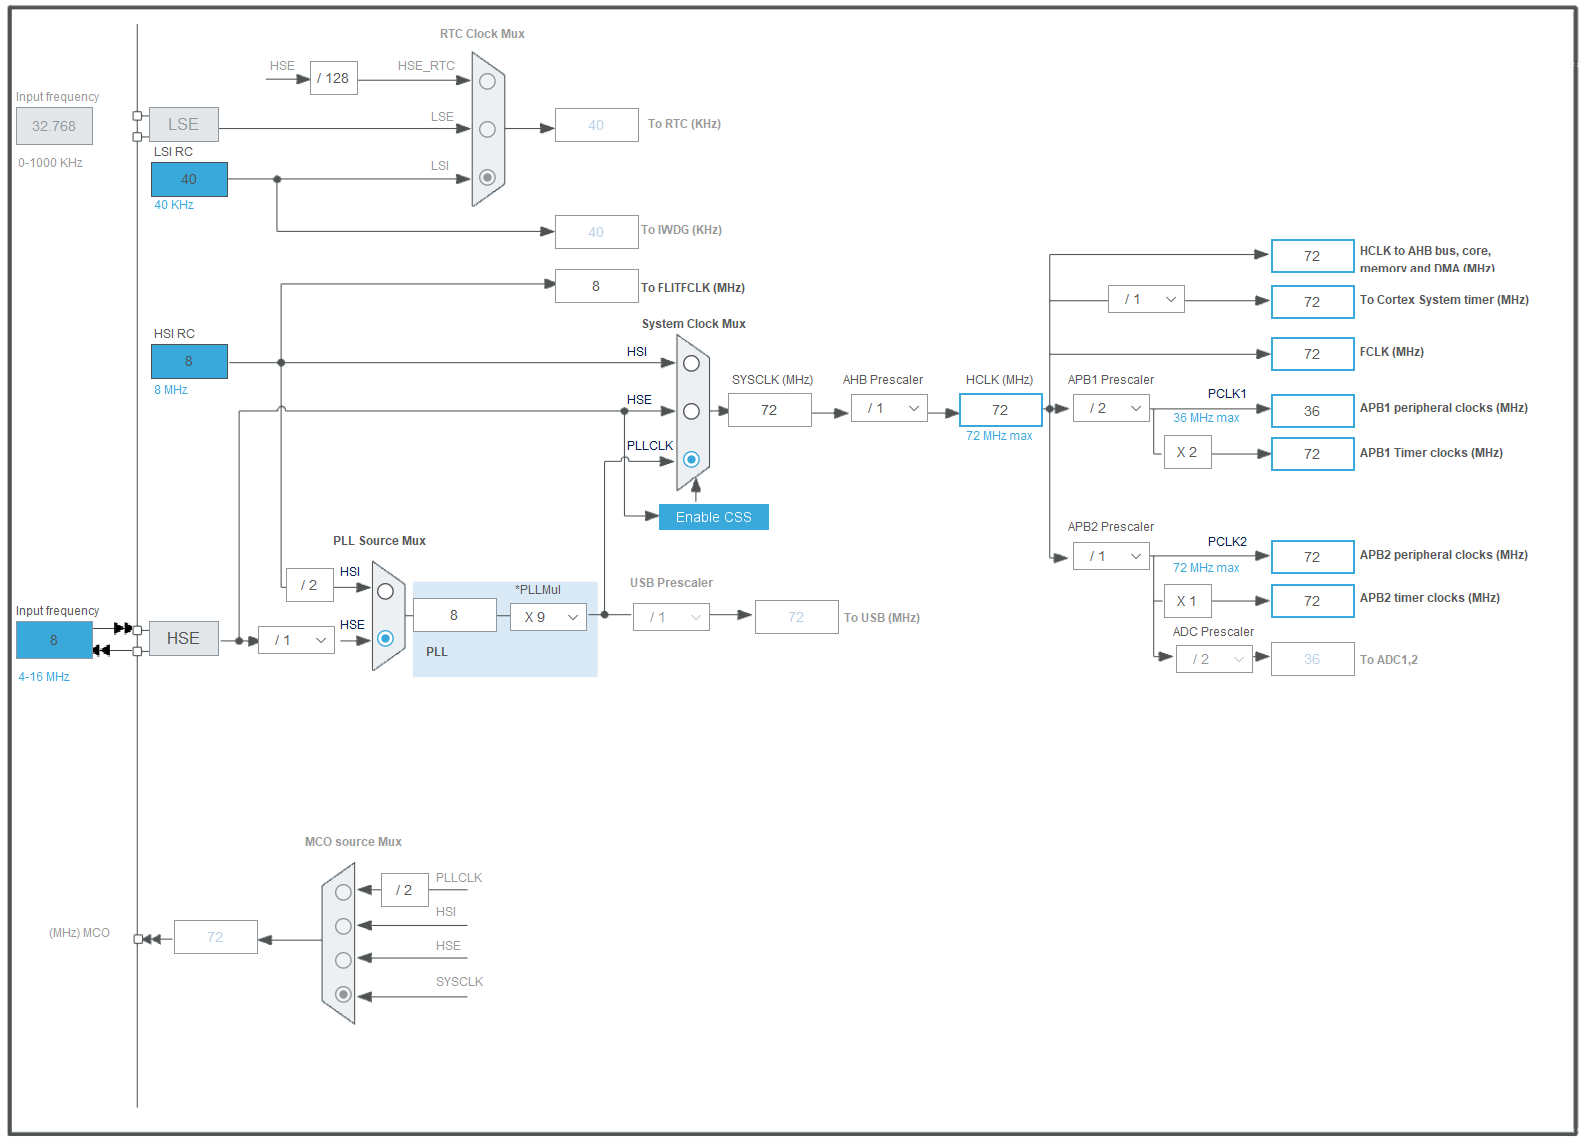 RTC Clock Mux
HSE
/ 128
HSE_RTC
Input frequency
32.768
0-1000 KHz
LSE
LSE
40
To RTC (KHz)
LSI RC
40
40 KHz
LSI
40
To IWDG (KHz)
8
To FLITFCLK (MHz)
HSI RC
8
8 MHz
System Clock Mux
HSI
HSE
PLLCLK
Enable CSS
SYSCLK (MHz)
72
AHB Prescaler
/ 1
HCLK (MHz)
72
72 MHz max
72
HCLK to AHB bus, core,
memory and DMA (MHz)
/ 1
72
To Cortex System timer (MHz)
72
FCLK (MHz)
APB1 Prescaler
/ 2
PCLK1
36 MHz max
36
APB1 peripheral clocks (MHz)
X 2
72
APB1 Timer clocks (MHz)
APB2 Prescaler
/ 1
PCLK2
72 MHz max
72
APB2 peripheral clocks (MHz)
X 1
72
APB2 timer clocks (MHz)
ADC Prescaler
/ 2
36
To ADC1,2
PLL Source Mux
/ 2
HSI
Input frequency
8
4-16 MHz
HSE
/ 1
HSE
8
*PLLMul
X 9
PLL
USB Prescaler
/ 1
72
To USB (MHz)
MCO source Mux
/ 2
PLLCLK
HSI
HSE
SYSCLK
(MHz) MCO
72